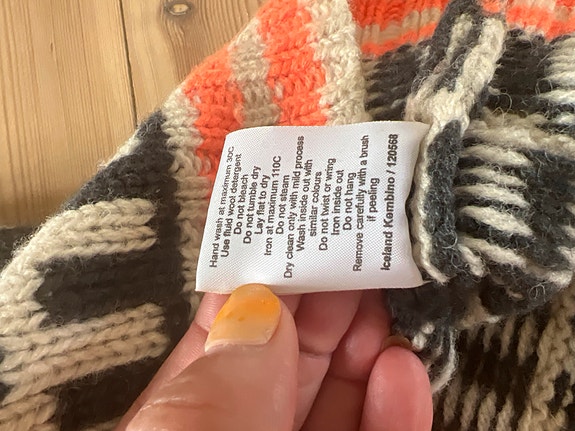 Hand wash at maximum 30C
Use fluid wool detergent
Do not bleach
Do not tumble dry
Lay flat to dry
Iron at maximum 110C
Do not steam
Dry clean only with mild process
Wash inside out with
similar colours
Do not twist or wring
Iron inside out
Do not hang
Remove carefully with a brush
if peeling
Iceland Kombino / 120668